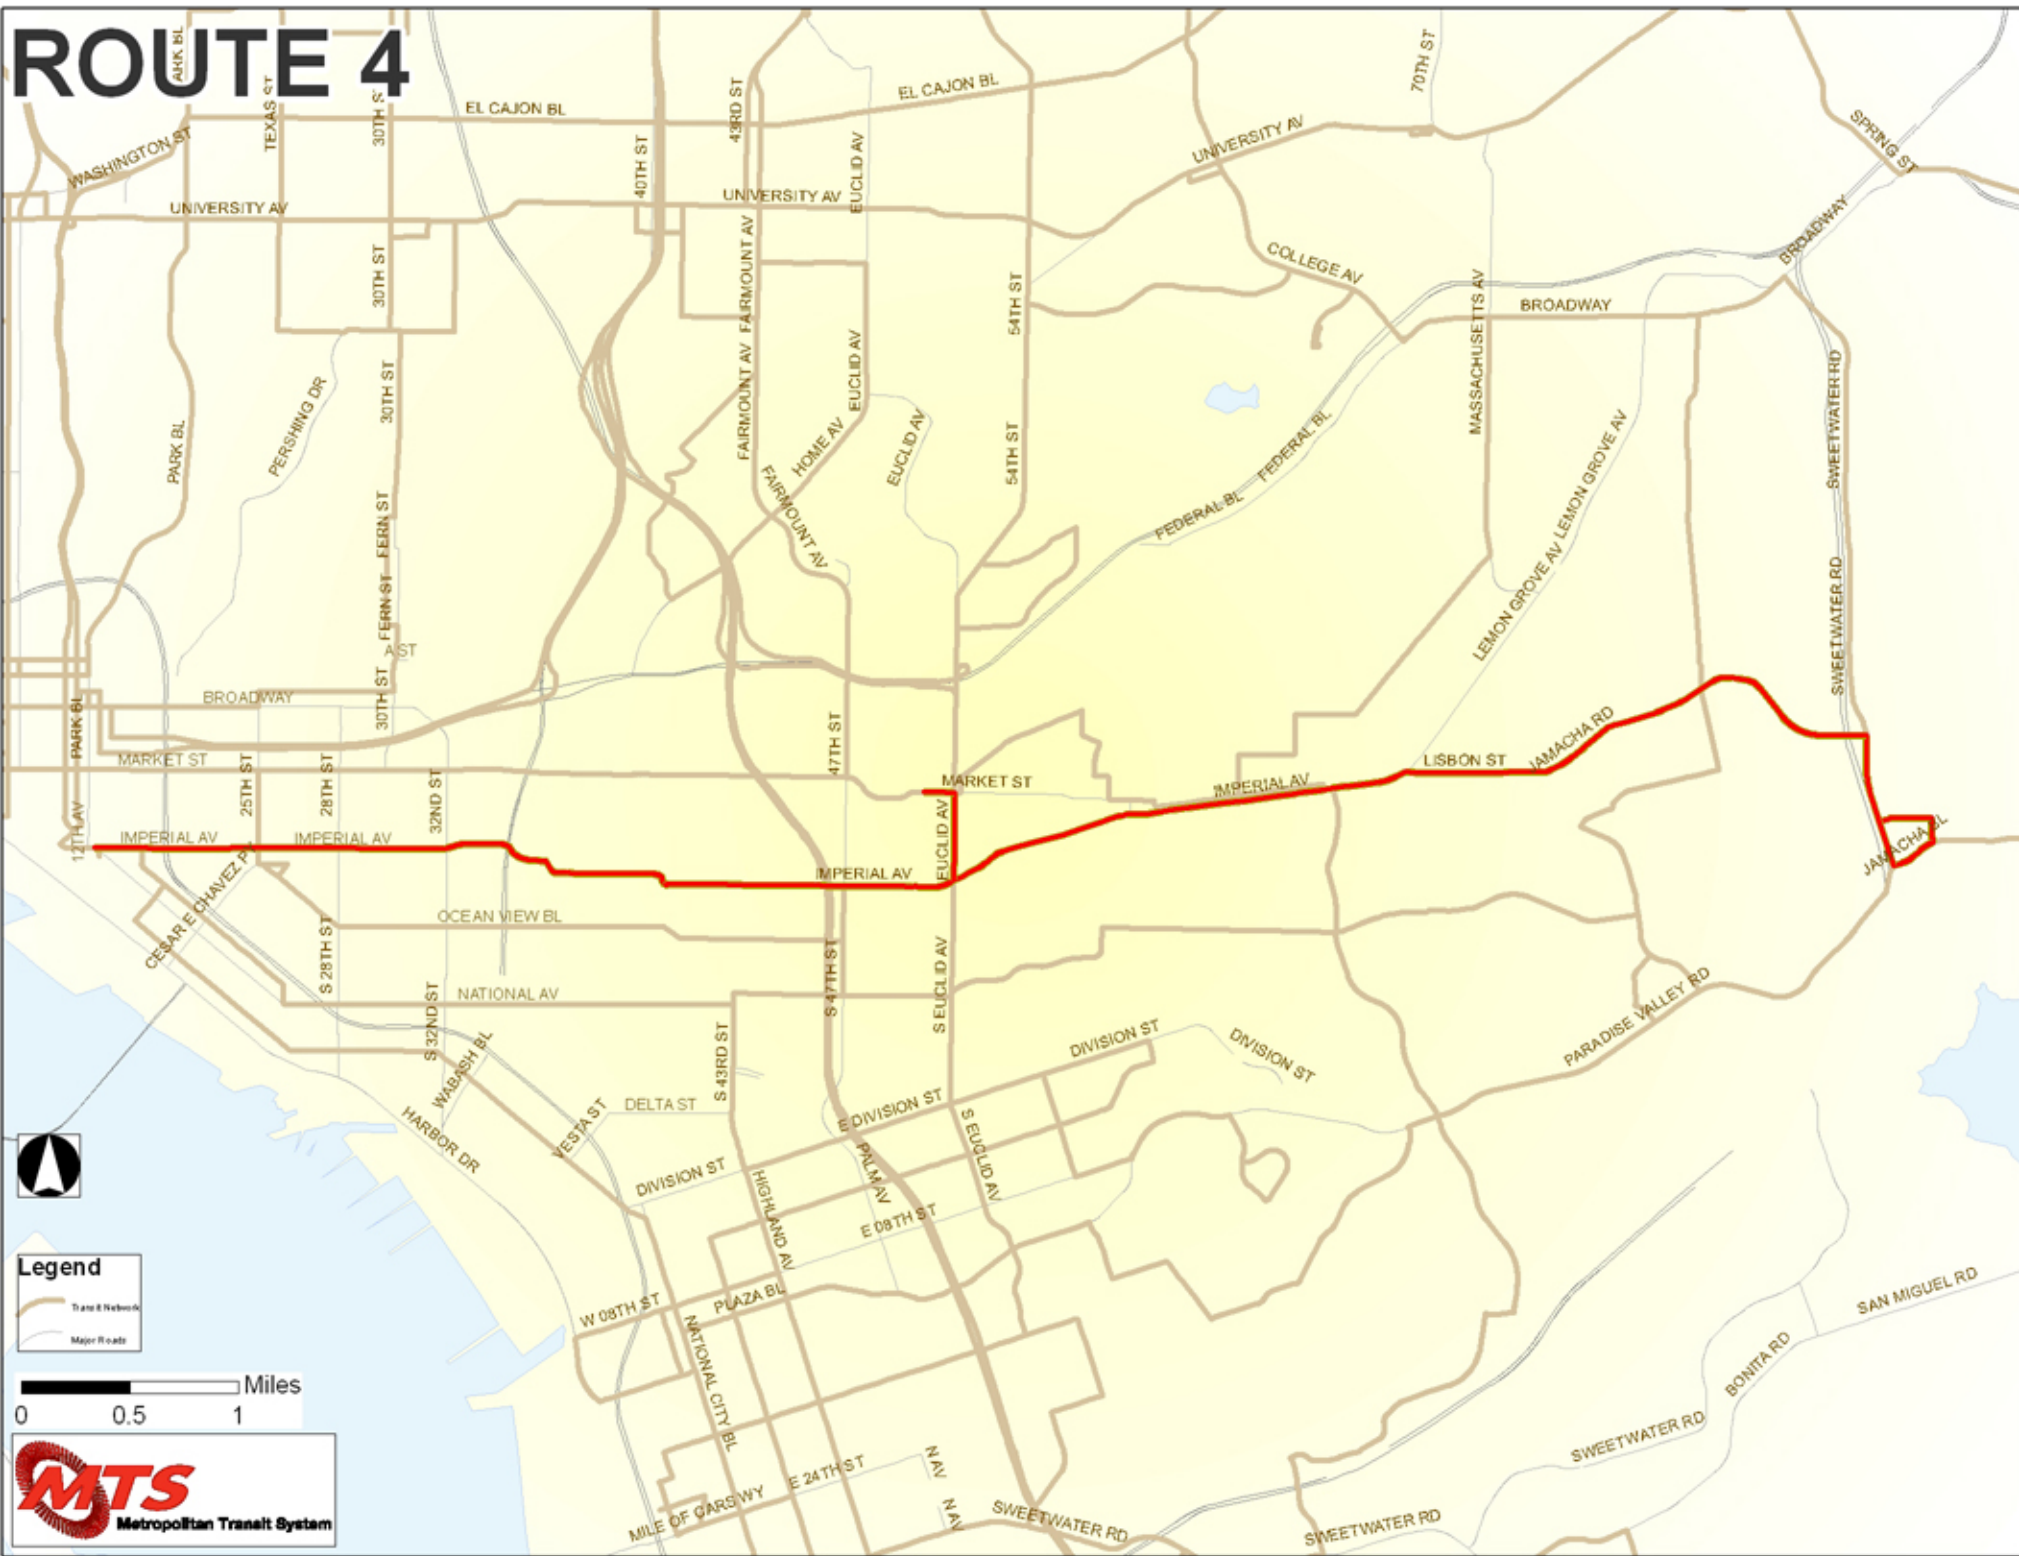 ROUTE 4
ARK BL
TEXAS ST
30TH ST
EL CAJON BL
EL CAJON BL
43RD ST
70TH ST
SPRING ST
WASHINGTON ST
40TH ST
EUCLID AV
UNIVERSITY AV
UNIVERSITY AV
UNIVERSITY AV
30TH ST
FAIRMOUNT AV
COLLEGE AV
BROADWAY
BROADWAY
54TH ST
MASSACHUSETTS AV
PERSHING DR
30TH ST
FAIRMOUNT AV
EUCLID AV
SWEETWATER RD
PARK BL
HOME AV
EUCLID AV
54TH ST
FEDERAL BL
FEDERAL BL
LEMON GROVE AV
FERN ST
FAIRMOUNT AV
FERN ST
LEMON GROVE AV
SWEETWATER RD
A ST
BROADWAY
30TH ST
PARK BL
47TH ST
JAMACHA RD
MARKET ST
25TH ST
28TH ST
32ND ST
MARKET ST
LISBON ST
IMPERIAL AV
12TH AV
IMPERIAL AV
IMPERIAL AV
EUCLID AV
IMPERIAL AV
JAMACHA BL
CESAR E CHAVEZ PY
OCEAN VIEW BL
S 28TH ST
S 47TH ST
S EUCLID AV
NATIONAL AV
S 32ND ST
S 43RD ST
PARADISE VALLEY RD
WABASH BL
DIVISION ST
DIVISION ST
DELTA ST
VESTA ST
HARBOR DR
E DIVISION ST
S EUCLID AV
DIVISION ST
PALM AV
HIGHLAND AV
E 08TH ST
Legend
Transit Network
Major Roads
W 08TH ST
PLAZA BL
SAN MIGUEL RD
NATIONAL CITY BL
BONITA RD
Miles
0 0.5 1
SWEETWATER RD
N AV
E 24TH ST
MILE OF CARS WY
N AV
SWEETWATER RD
SWEETWATER RD
MTS
Metropolitan Transit System